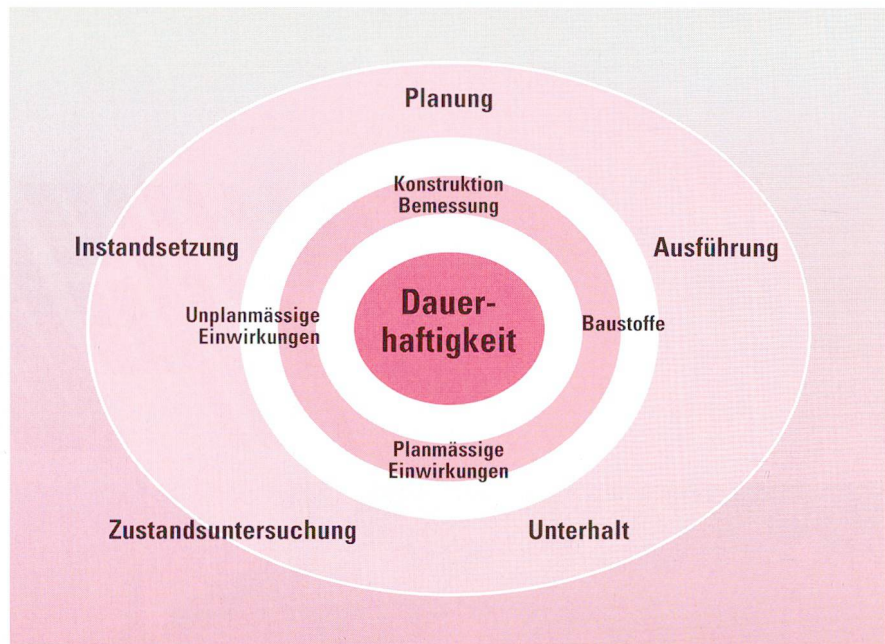 Planung
Konstruktion
Bemessung
Instandsetzung
Ausführung
Dauer-
haftigkeit
Unplanmässige
Einwirkungen
Baustoffe
Planmässige
Einwirkungen
Zustandsuntersuchung
Unterhalt